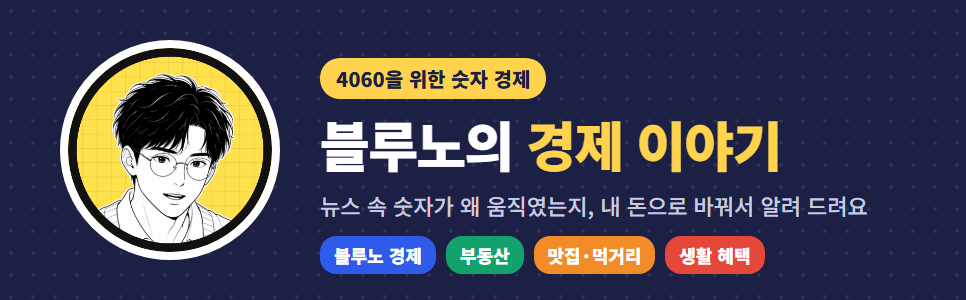 4060을 위한 숫자 경제
블루노의 경제 이야기
뉴스 속 숫자가 왜 움직였는지, 내 돈으로 바꿔서 알려 드려요
블루노 경제 부동산 맛집·먹거리 생활 혜택